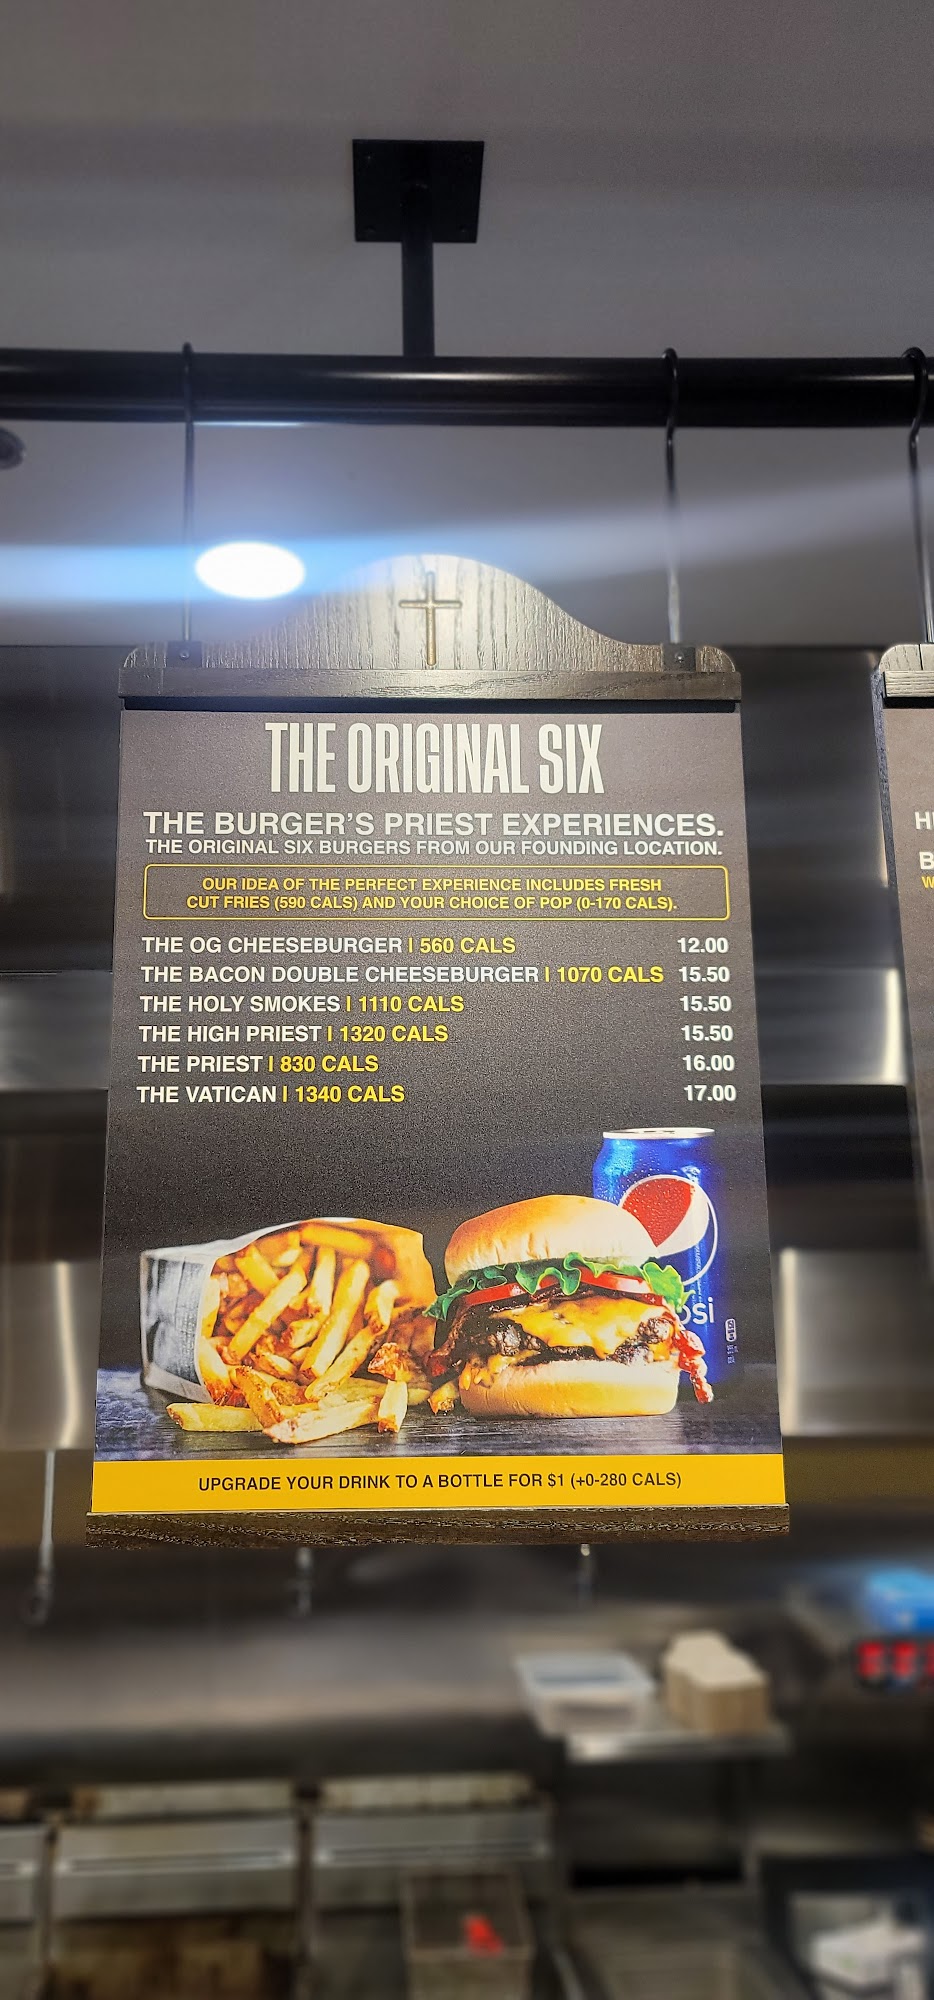 THE ORIGINAL SIX
THE BURGER'S PRIEST EXPERIENCES.
THE ORIGINAL SIX BURGERS FROM OUR FOUNDING LOCATION.
OUR IDEA OF THE PERFECT EXPERIENCE INCLUDES FRESH
CUT FRIES (590 CALS) AND YOUR CHOICE OF POP (0-170 CALS).
THE OG CHEESEBURGER | 560 CALS 12.00
THE BACON DOUBLE CHEESEBURGER | 1070 CALS 15.50
THE HOLY SMOKES | 1110 CALS 15.50
THE HIGH PRIEST | 1320 CALS 15.50
THE PRIEST | 830 CALS 16.00
THE VATICAN | 1340 CALS 17.00
psi
UPGRADE YOUR DRINK TO A BOTTLE FOR $1 (+0-280 CALS)